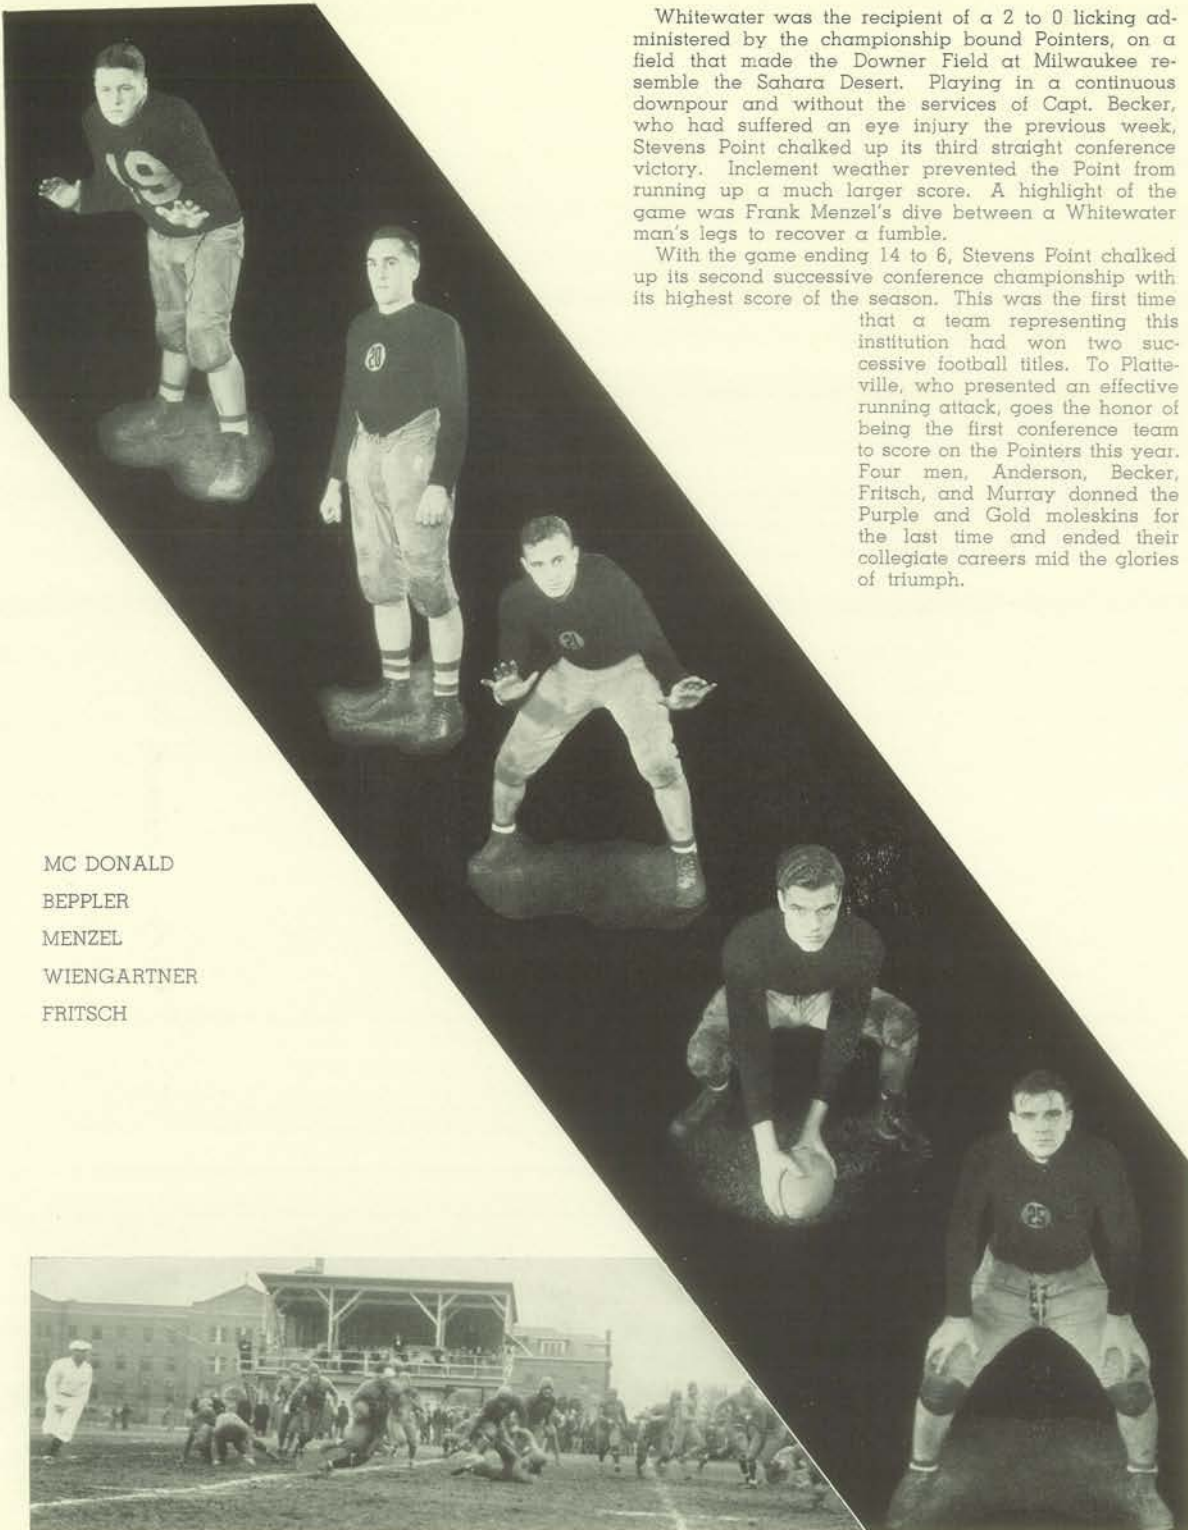 Whitewater was the recipient of a 2 to 0 licking ad-
ministered by the championship bound Pointers, on a
field that made the Downer Field at Milwaukee re-
semble the Sahara Desert. Playing in a continuous
downpour and without the services of Capt. Becker,
who had suffered an eye injury the previous week,
Stevens Point chalked up its third straight conference
victory. Inclement weather prevented the Point from
running up a much larger score. A highlight of the
game was Frank Menzel's dive between a Whitewater
man's legs to recover a fumble.
With the game ending 14 to 6, Stevens Point chalked
up its second successive conference championship with
its highest score of the season. This was the first time
that a team representing this
institution had won two suc-
cessive football titles. To Platte-
ville, who presented an effective
running attack, goes the honor of
being the first conference team
to score on the Pointers this year.
Four men, Anderson, Becker,
Fritsch, and Murray donned the
Purple and Gold moleskins for
the last time and ended their
collegiate careers mid the glories
of triumph.
19
20
21
25
MC DONALD
BEPPLER
MENZEL
WIENGARTNER
FRITSCH